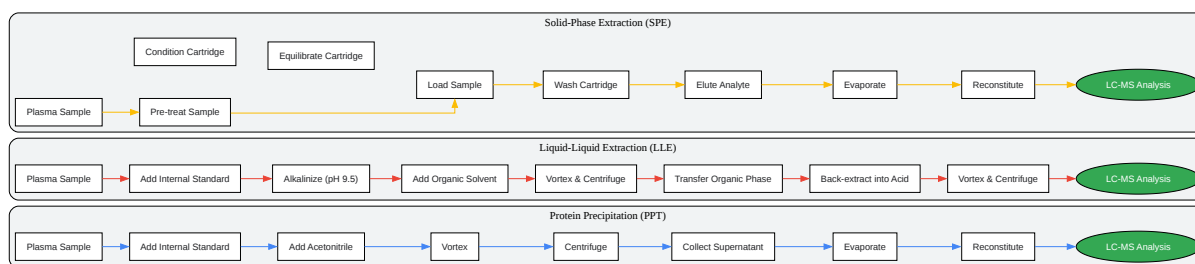 Solid-Phase Extraction (SPE)
Condition Cartridge
Equilibrate Cartridge
Load Sample
Wash Cartridge
Elute Analyte
Evaporate
Reconstitute
LC-MS Analysis
Plasma Sample
Pre-treat Sample
Liquid-Liquid Extraction (LLE)
Plasma Sample
Add Internal Standard
Alkalinize (pH 9.5)
Add Organic Solvent
Vortex & Centrifuge
Transfer Organic Phase
Back-extract into Acid
Vortex & Centrifuge
LC-MS Analysis
Protein Precipitation (PPT)
Plasma Sample
Add Internal Standard
Add Acetonitrile
Vortex
Centrifuge
Collect Supernatant
Evaporate
Reconstitute
LC-MS Analysis